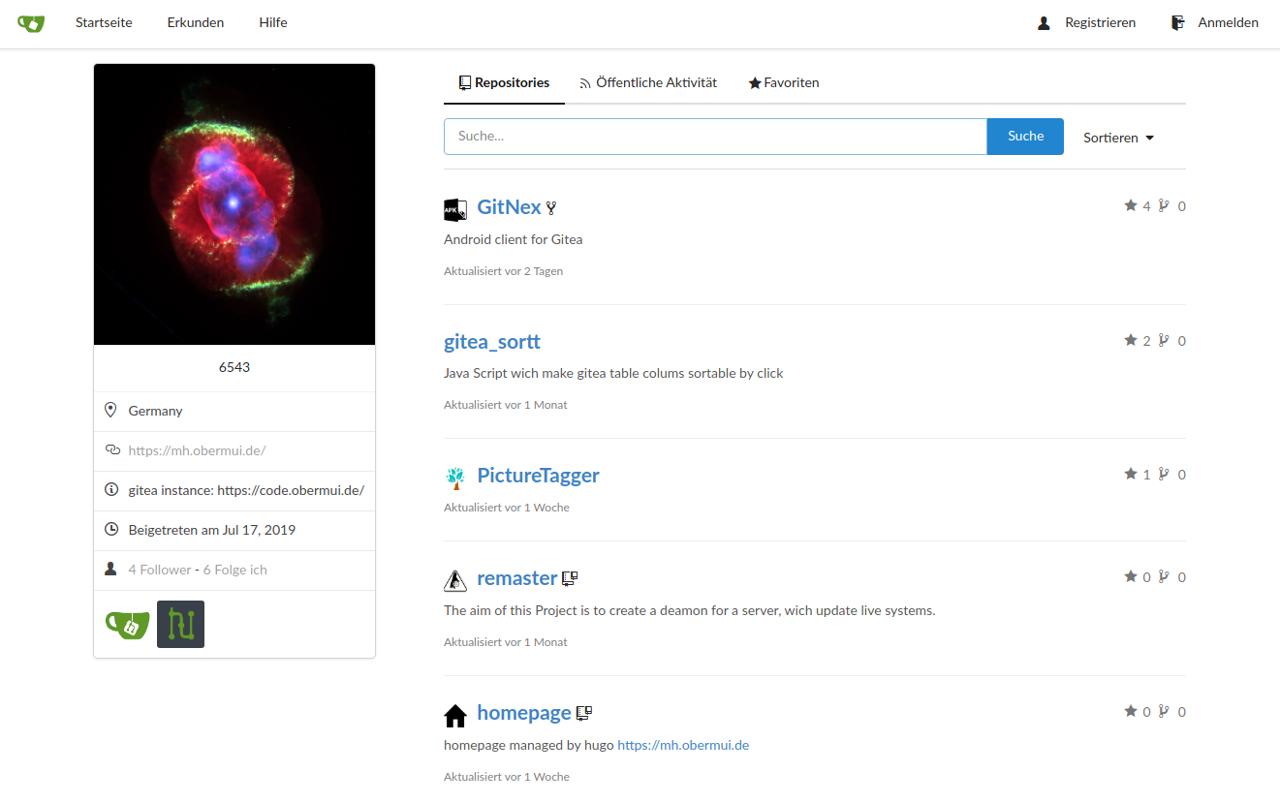 Startseite Erkunden Hilfe Registrieren Anmelden
6543
Germany
https://mh.obermui.de/
gitea instance: https://code.obermui.de/
Beigetreten am Jul 17, 2019
4 Follower - 6 Folge ich
Repositories Öffentliche Aktivität Favoriten
Suche... Suche Sortieren
APK GitNex 4 0
Android client for Gitea
Aktualisiert vor 2 Tagen
gitea_sortt 2 0
Java Script wich make gitea table colums sortable by click
Aktualisiert vor 1 Monat
PictureTagger 1 0
Aktualisiert vor 1 Woche
remaster 0 0
The aim of this Project is to create a deamon for a server, wich update live systems.
Aktualisiert vor 1 Monat
homepage 0 0
homepage managed by hugo https://mh.obermui.de
Aktualisiert vor 1 Woche